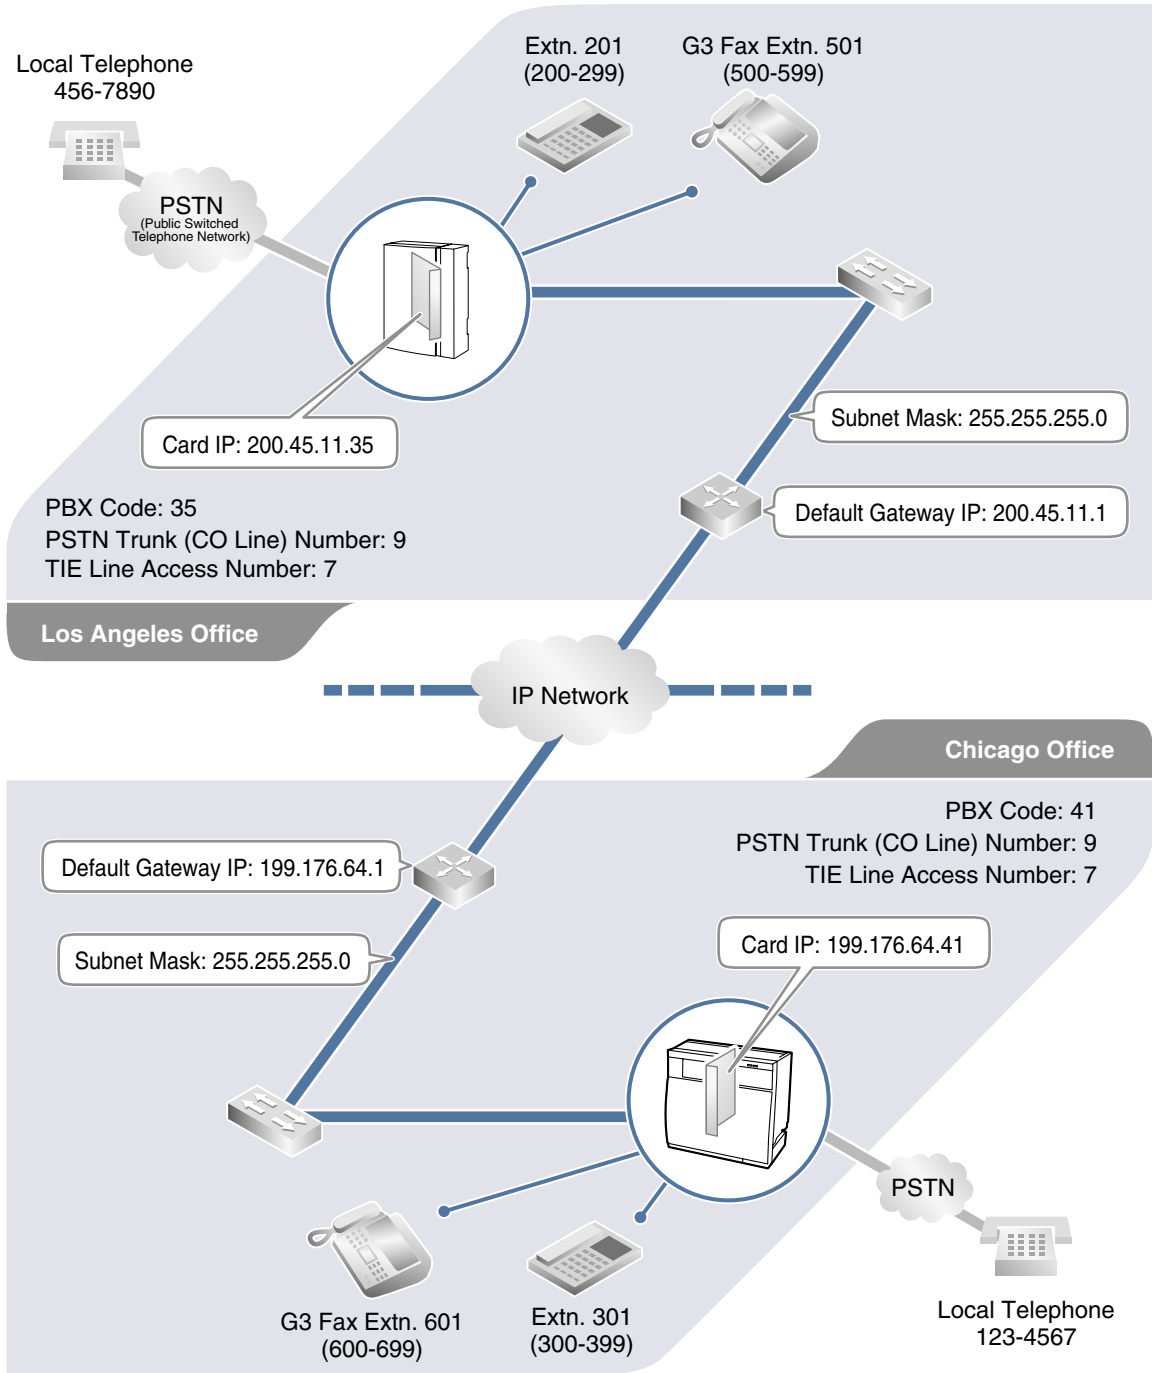 Extn. 201
(200-299)
G3 Fax Extn. 501
(500-599)
Local Telephone
456-7890
PSTN
(Public Switched
Telephone Network)
Card IP: 200.45.11.35
Subnet Mask: 255.255.255.0
Default Gateway IP: 200.45.11.1
PBX Code: 35
PSTN Trunk (CO Line) Number: 9
TIE Line Access Number: 7
Los Angeles Office
IP Network
Chicago Office
PBX Code: 41
PSTN Trunk (CO Line) Number: 9
TIE Line Access Number: 7
Default Gateway IP: 199.176.64.1
Subnet Mask: 255.255.255.0
Card IP: 199.176.64.41
PSTN
G3 Fax Extn. 601
(600-699)
Extn. 301
(300-399)
Local Telephone
123-4567